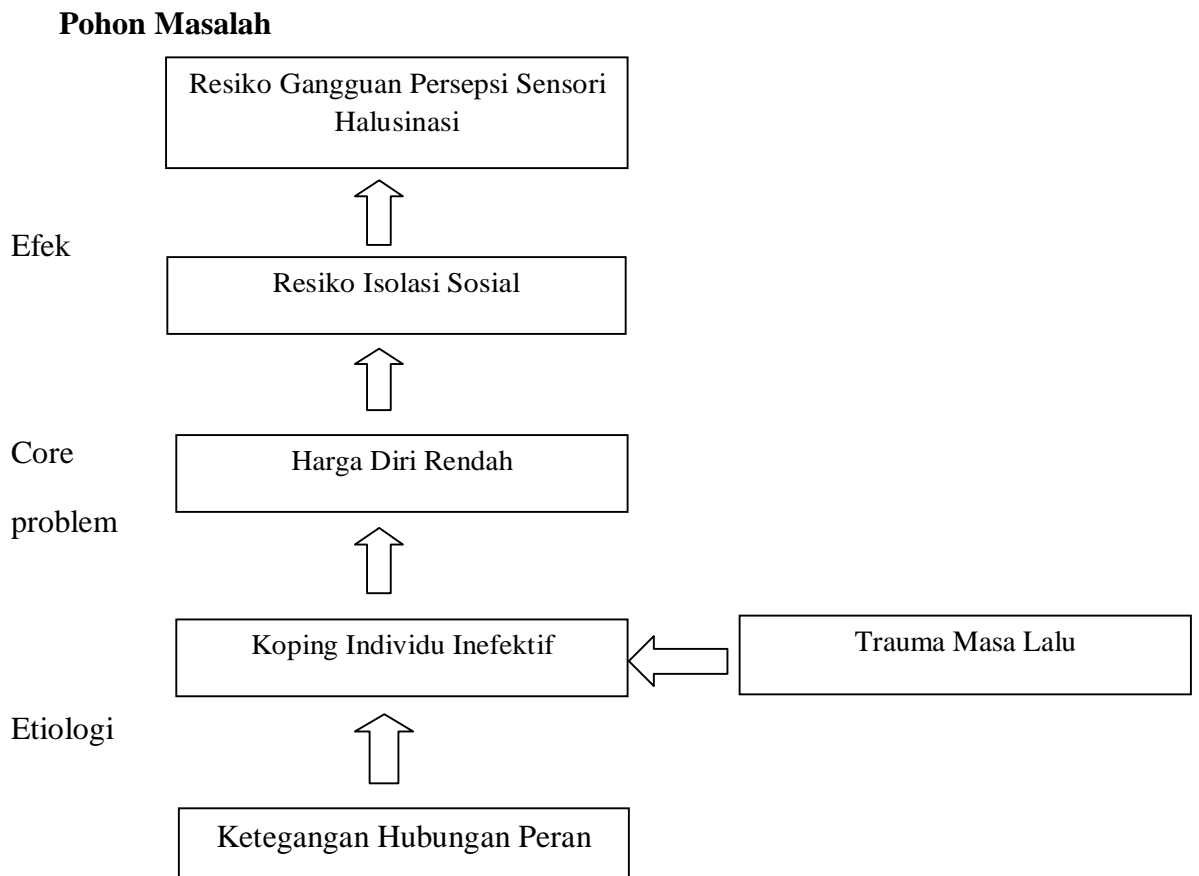 Pohon Masalah
Resiko Gangguan Persepsi Sensori
Halusinasi
Efek
Resiko Isolasi Sosial
Core
problem
Harga Diri Rendah
Koping Individu Inefektif
Trauma Masa Lalu
Etiologi
Ketegangan Hubungan Peran